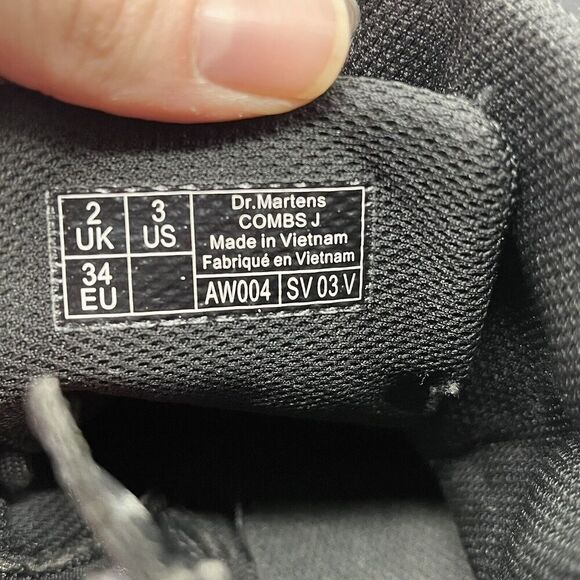 2 UK
3 US
34 EU
Dr.Martens
COMBS J
Made in Vietnam
Fabriqué en Vietnam
AW004 SV 03 V